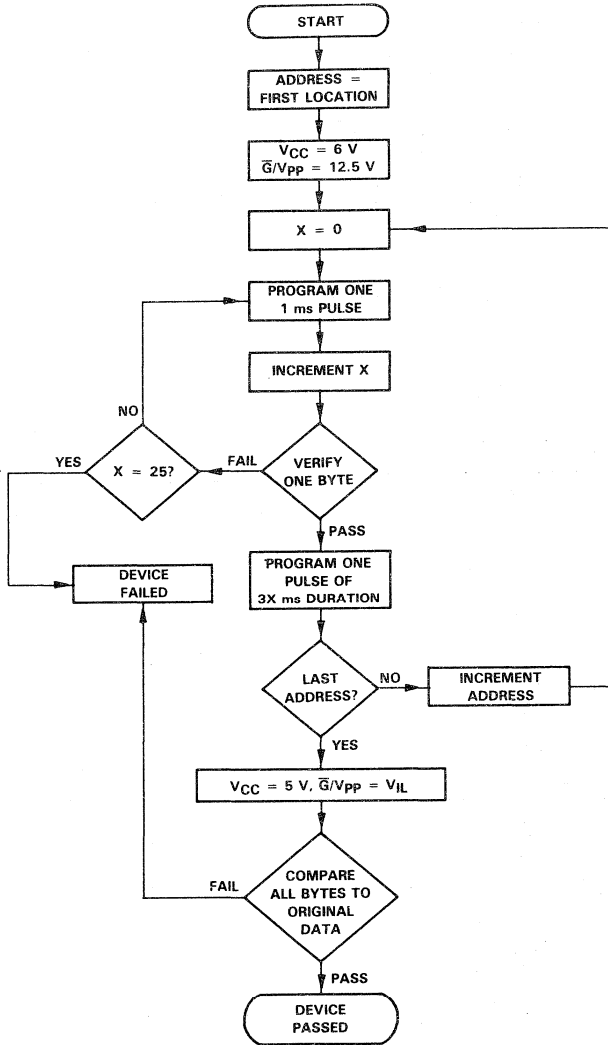 START
ADDRESS =
FIRST LOCATION
VCC = 6 V
G̅/VPP = 12.5 V
X = 0
PROGRAM ONE
1 ms PULSE
INCREMENT X
NO
YES
X = 25?
FAIL
VERIFY
ONE BYTE
PASS
DEVICE
FAILED
PROGRAM ONE
PULSE OF
3X ms DURATION
LAST
ADDRESS?
NO
INCREMENT
ADDRESS
YES
VCC = 5 V, G̅/VPP = VIL
FAIL
COMPARE
ALL BYTES TO
ORIGINAL
DATA
PASS
DEVICE
PASSED